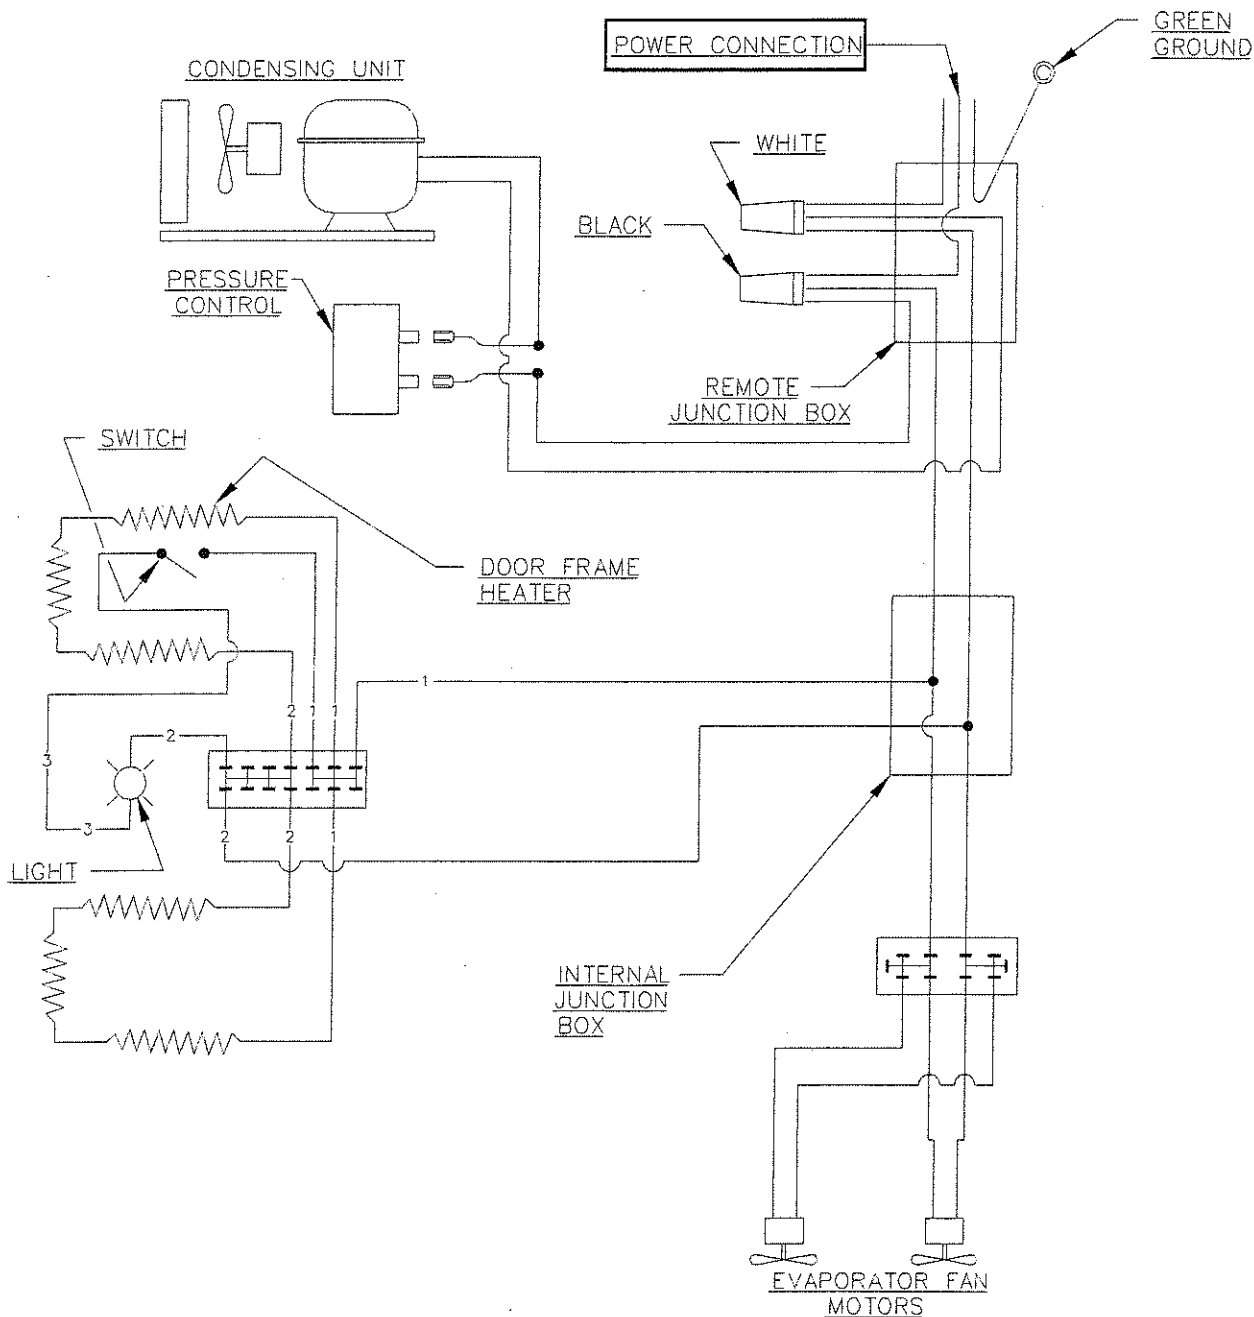 POWER CONNECTION
GREEN
GROUND
CONDENSING UNIT
WHITE
BLACK
PRESSURE
CONTROL
REMOTE
JUNCTION BOX
SWITCH
DOOR FRAME
HEATER
1
2 1 1
2
3
3
2 2 1
LIGHT
INTERNAL
JUNCTION
BOX
EVAPORATOR FAN
MOTORS